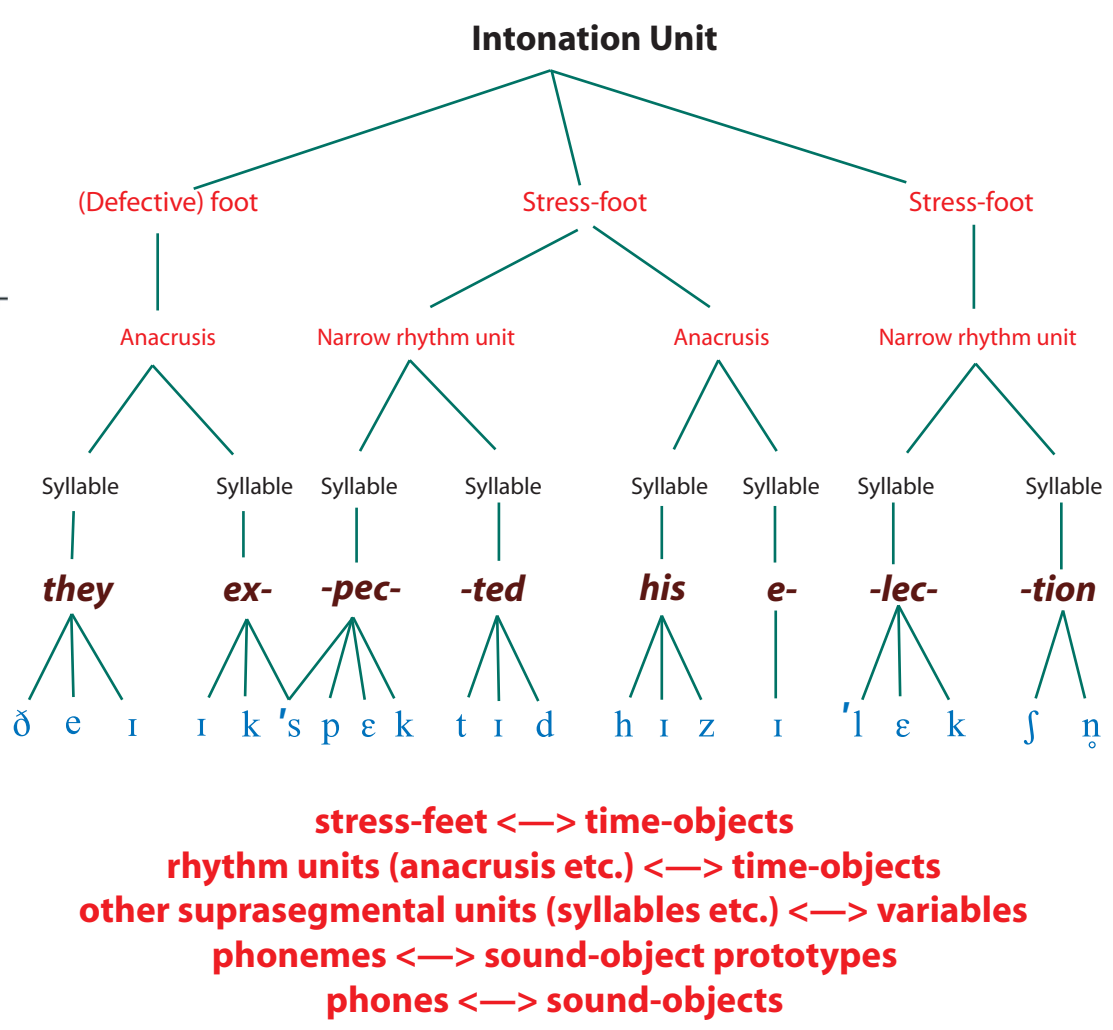 Intonation Unit
(Defective) foot Stress-foot Stress-foot
Anacrusis Narrow rhythm unit Anacrusis Narrow rhythm unit
Syllable Syllable Syllable Syllable Syllable Syllable Syllable Syllable
they ex- -pec- -ted his e- -lec- -tion
ð e ɪ ɪ k 's p ɛ k t ɪ d h ɪ z ɪ 'l ɛ k ʃ n̥
stress-feet <—> time-objects
rhythm units (anacrusis etc.) <—> time-objects
other suprasegmental units (syllables etc.) <—> variables
phonemes <—> sound-object prototypes
phones <—> sound-objects